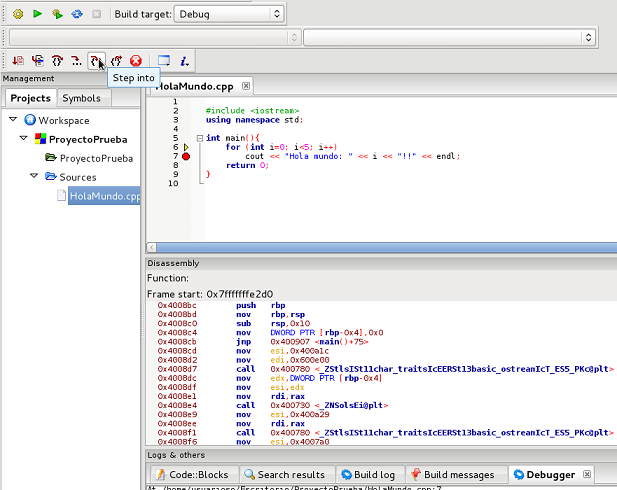 Build target: Debug
Step into
Management
Projects Symbols
Workspace
ProyectoPrueba
ProyectoPrueba
Sources
HolaMundo.cpp
HolaMundo.cpp
1
2 #include <iostream>
3 using namespace std;
4
5 int main(){
6 for (int i=0; i<5; i++)
7 cout << "Hola mundo: " << i << "!!" << endl;
8 return 0;
9 }
10
Disassembly
Function:
Frame start: 0x7fffffffe2d0
0x4008bc push rbp
0x4008bd mov rbp,rsp
0x4008c0 sub rsp,0x10
0x4008c4 mov DWORD PTR [rbp-0x4],0x0
0x4008cb jmp 0x400907 <main()+75>
0x4008cd mov esi,0x400a1c
0x4008d2 mov edi,0x600e00
0x4008d7 call 0x400780 <_ZStlsISt11char_traitsIcEERSt13basic_ostreamIcT_ES5_PKc@plt>
0x4008dc mov edx,DWORD PTR [rbp-0x4]
0x4008df mov esi,edx
0x4008e1 mov rdi,rax
0x4008e4 call 0x400730 <_ZNSolsEi@plt>
0x4008e9 mov esi,0x400a29
0x4008ee mov rdi,rax
0x4008f1 call 0x400780 <_ZStlsISt11char_traitsIcEERSt13basic_ostreamIcT_ES5_PKc@plt>
0x4008f6 mov esi,0x4007a0
Logs & others
Code::Blocks Search results Build log Build messages Debugger
At /home/usuarioso/Escritorio/ProyectoPrueba/HolaMundo.cpp:7